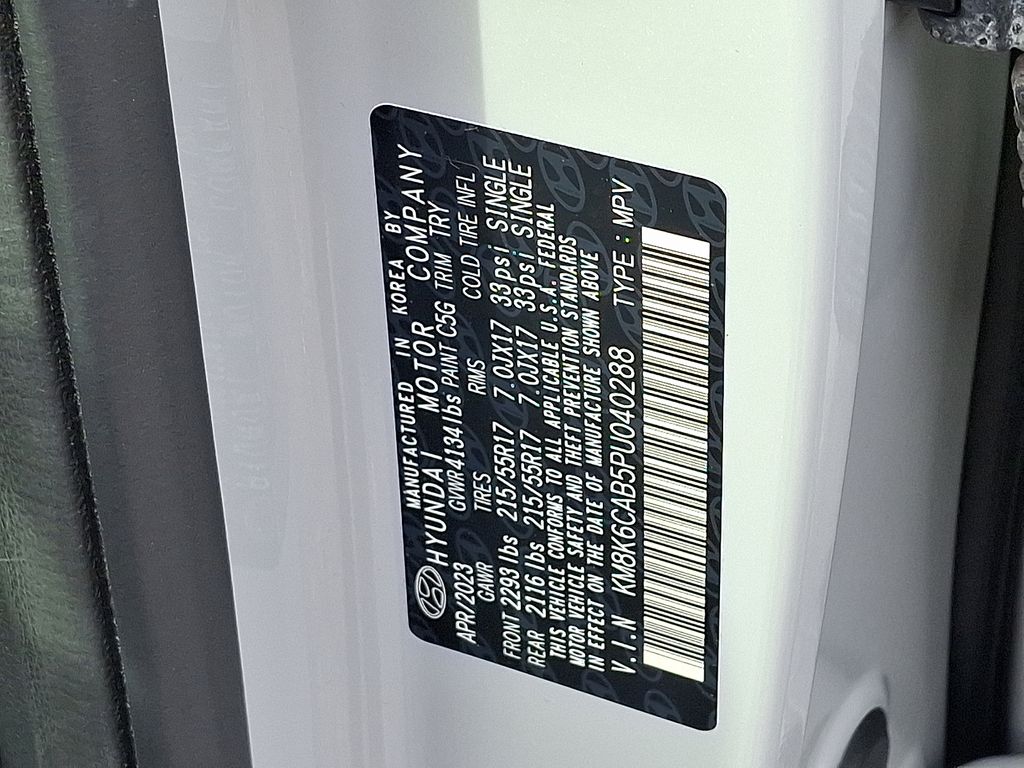 MANUFACTURED IN KOREA BY
HYUNDAI MOTOR COMPANY
APR/2023 GVWR 4134 lbs PAINT C5G TRIM TRY
GAWR TIRES RIMS COLD TIRE INFL
FRONT 2293 lbs 215/55R17 7.0JX17 33psi SINGLE
REAR 2116 lbs 215/55R17 7.0JX17 33psi SINGLE
THIS VEHICLE CONFORMS TO ALL APPLICABLE U.S.A. FEDERAL
MOTOR VEHICLE SAFETY AND THEFT PREVENTION STANDARDS
IN EFFECT ON THE DATE OF MANUFACTURE SHOWN ABOVE
V.I.N KM8K6CAB5PU040288 TYPE : MPV